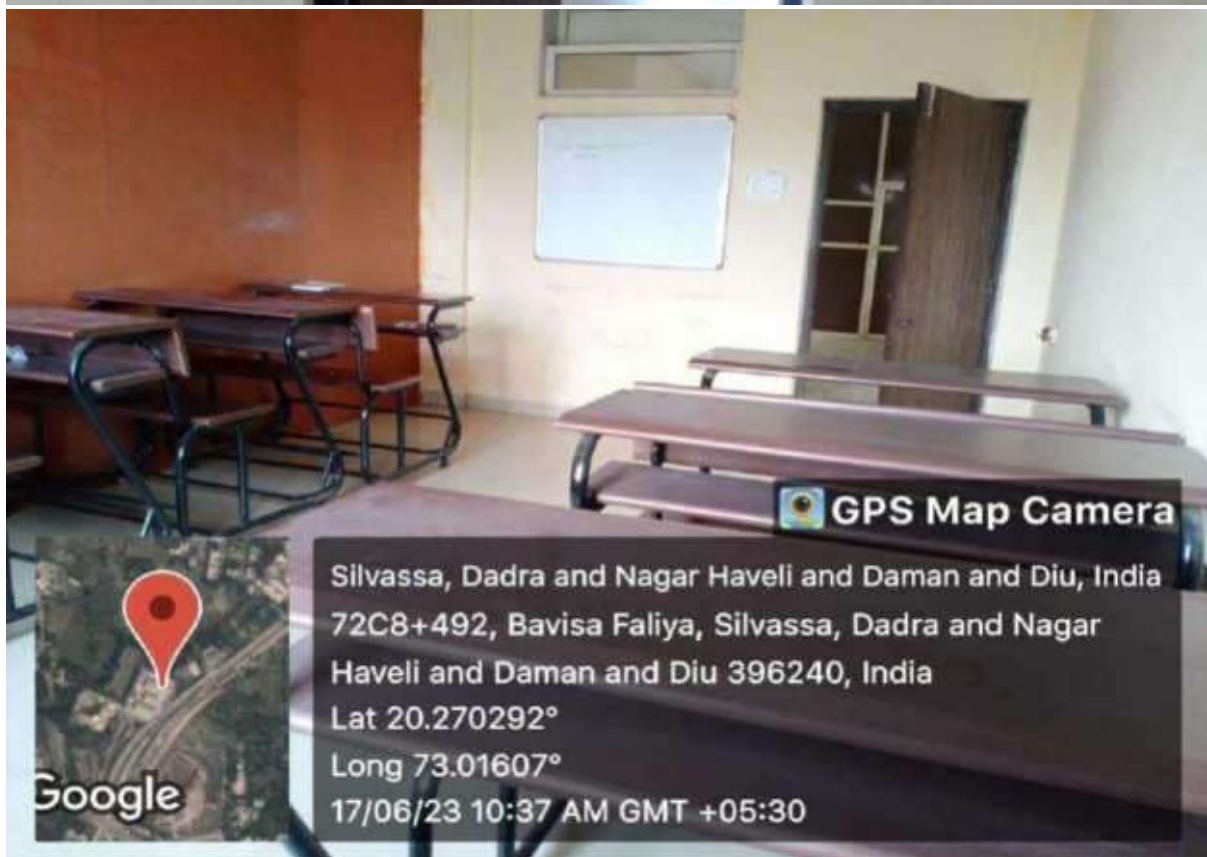 GPS Map Camera
Silvassa, Dadra and Nagar Haveli and Daman and Diu, India
72C8+492, Bavisa Faliya, Silvassa, Dadra and Nagar
Haveli and Daman and Diu 396240, India
Lat 20.270292°
Long 73.01607°
17/06/23 10:37 AM GMT +05:30
Google